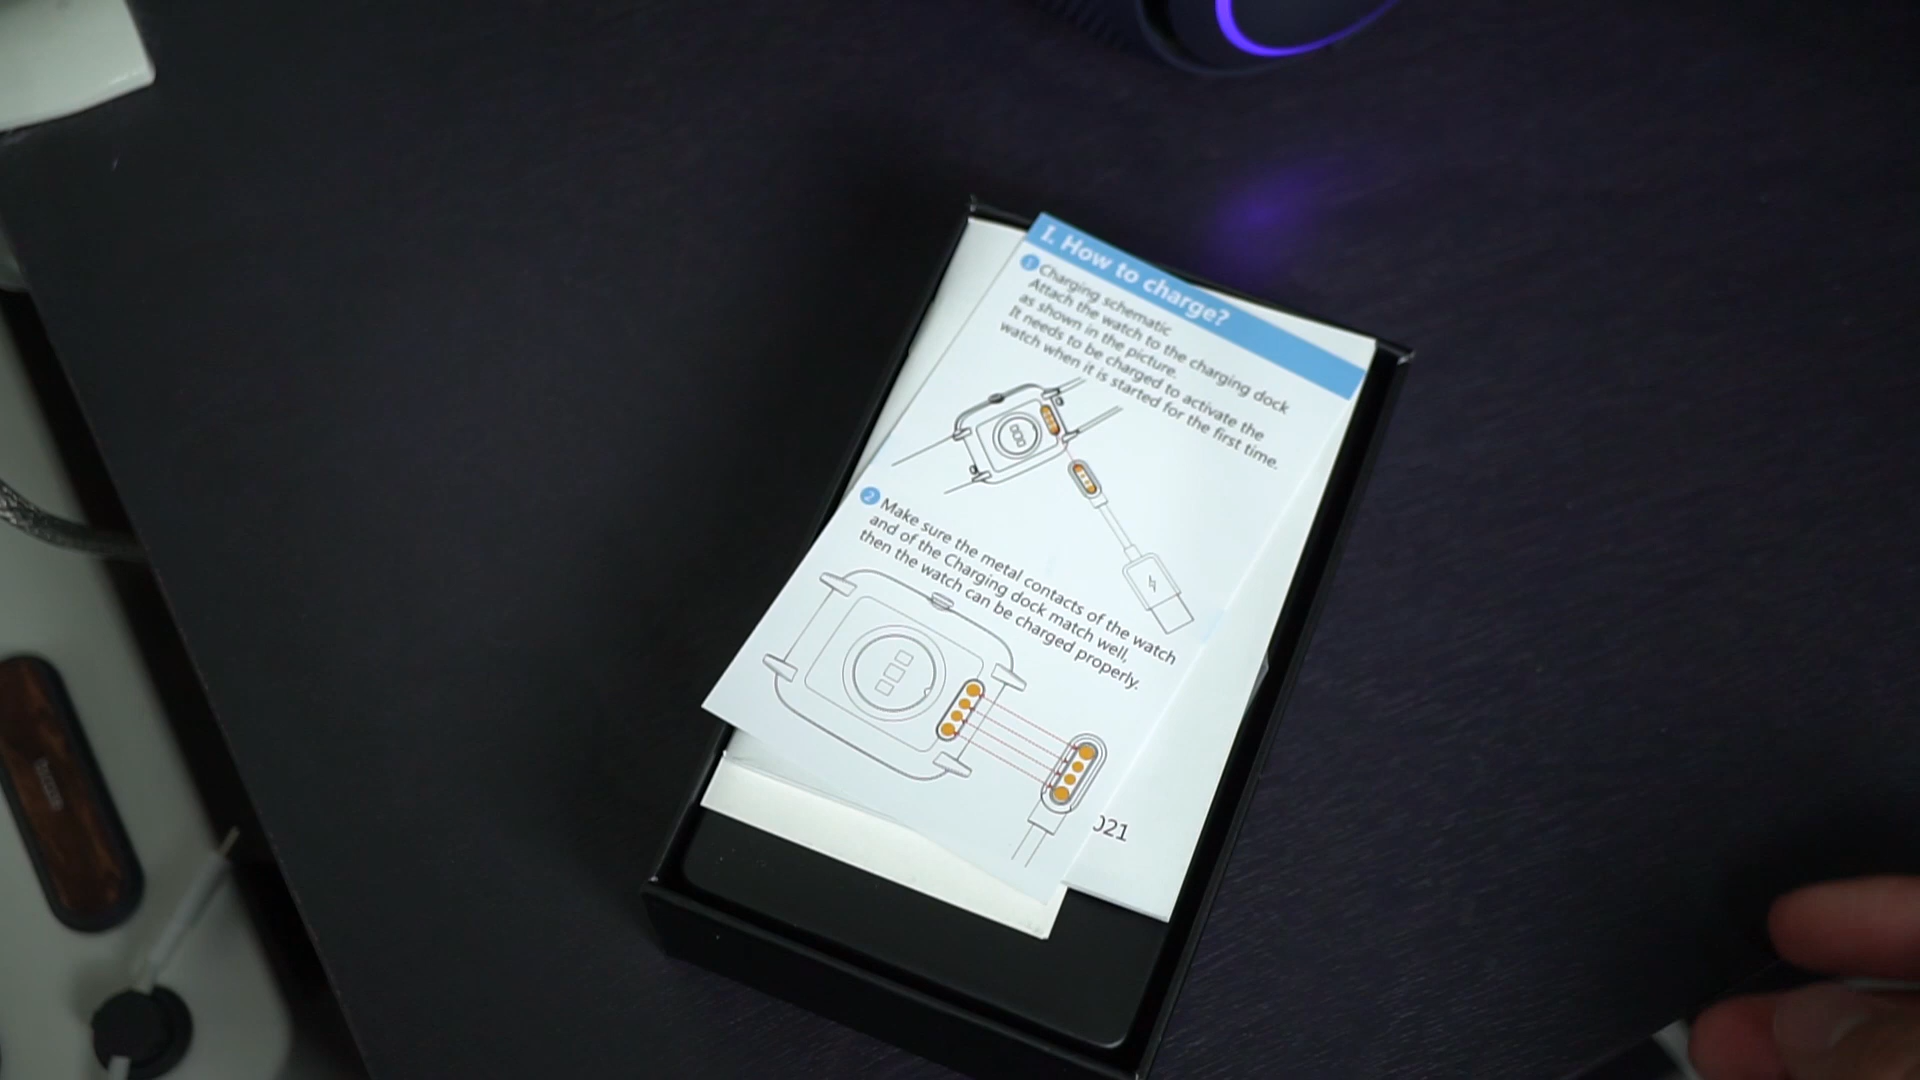 I. How to charge?
1 Charging schematic
Attach the watch to the charging dock
as shown in the picture.
It needs to be charged to activate the
watch when it is started for the first time.
2 Make sure the metal contacts of the watch
and of the Charging dock match well,
then the watch can be charged properly.
021